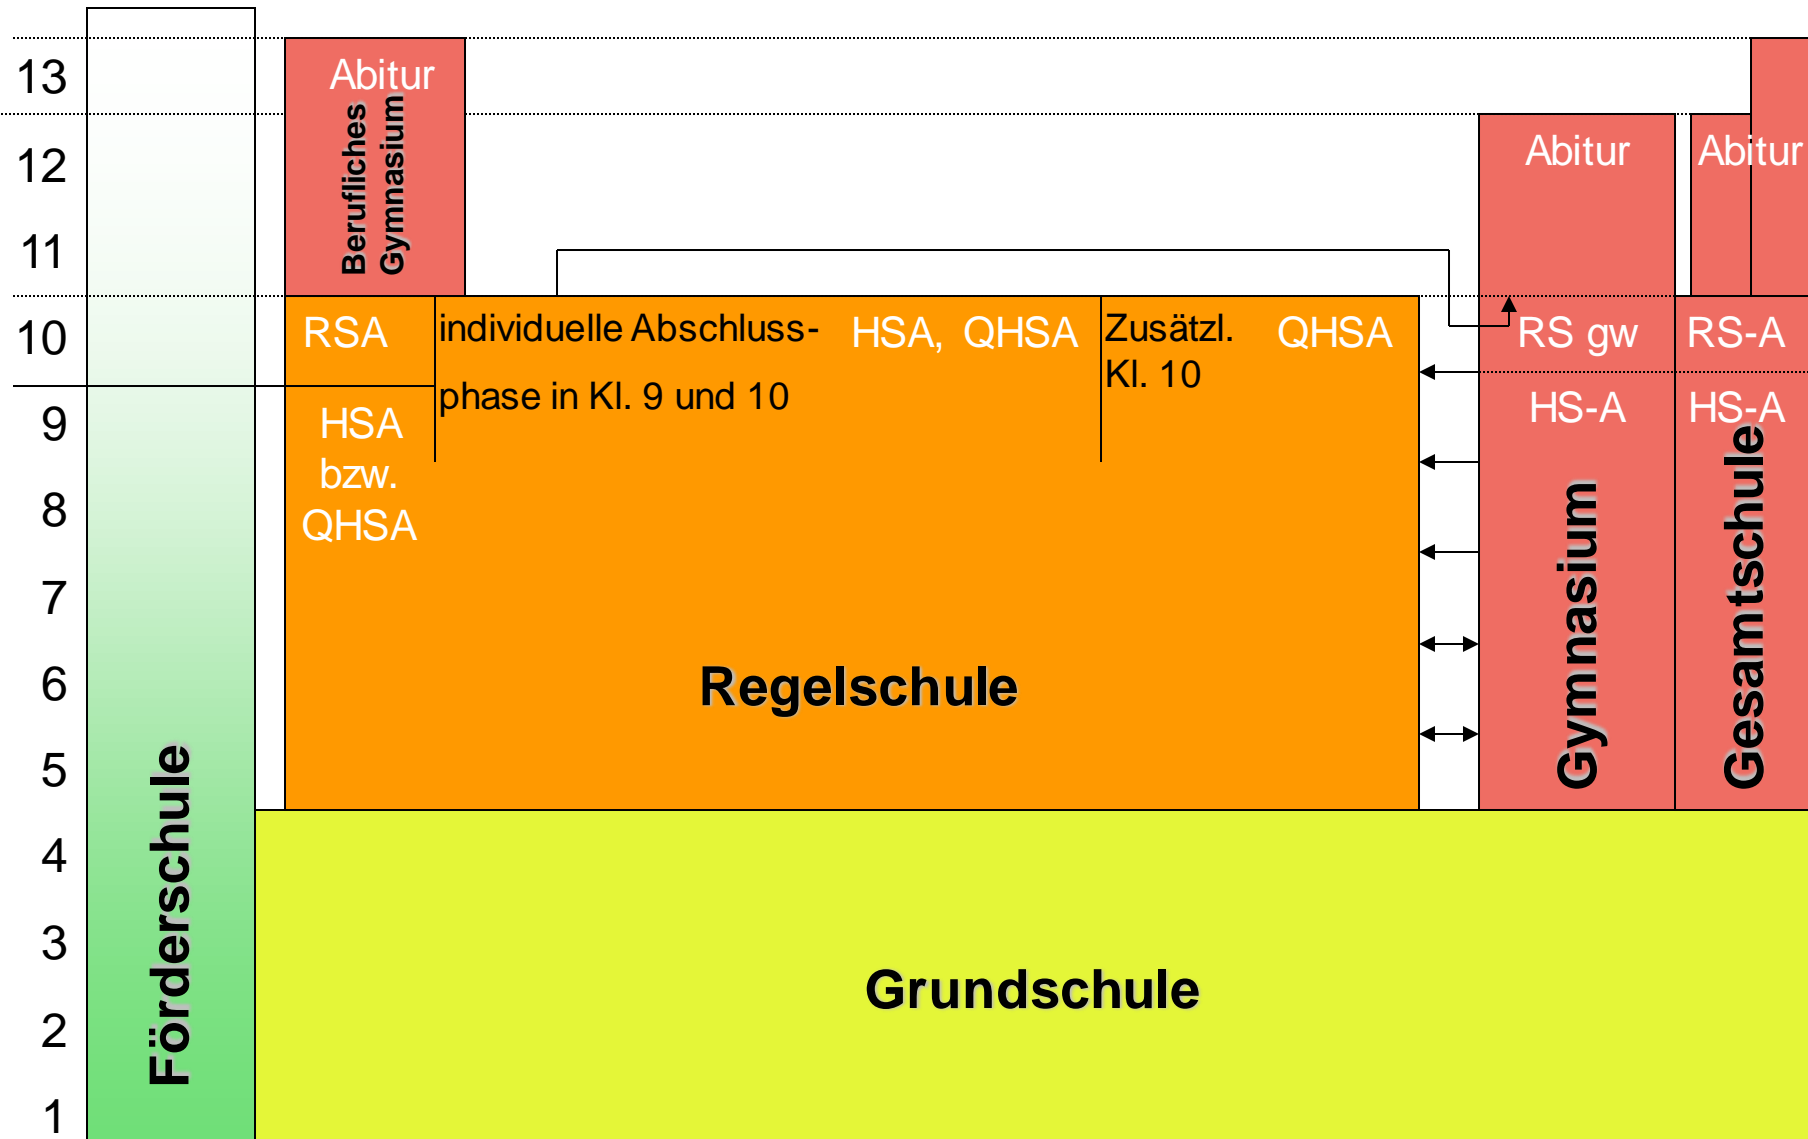 13
Abitur
Berufliches
Gymnasium
12
Abitur
Abitur
11
10
RSA
individuelle Abschluss-
phase in Kl. 9 und 10
HSA, QHSA
Zusätzl.
Kl. 10
QHSA
RS gw
RS-A
9
HSA
bzw.
QHSA
HS-A
HS-A
8
7
6
5
Regelschule
Gymnasium
Gesamtschule
Förderschule
4
3
2
1
Grundschule